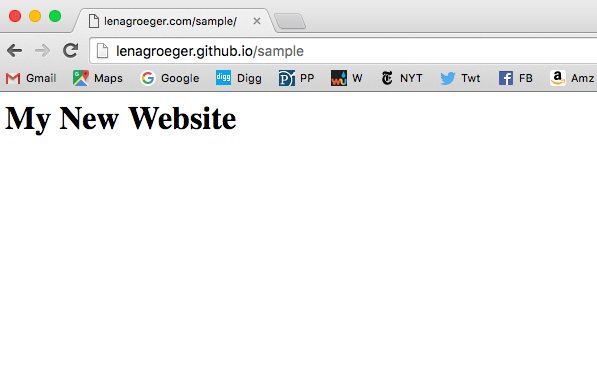 lenagroeger.com/sample/
lenagroeger.github.io/sample
Gmail Maps Google digg Digg PP W NYT Twt FB Amz
My New Website